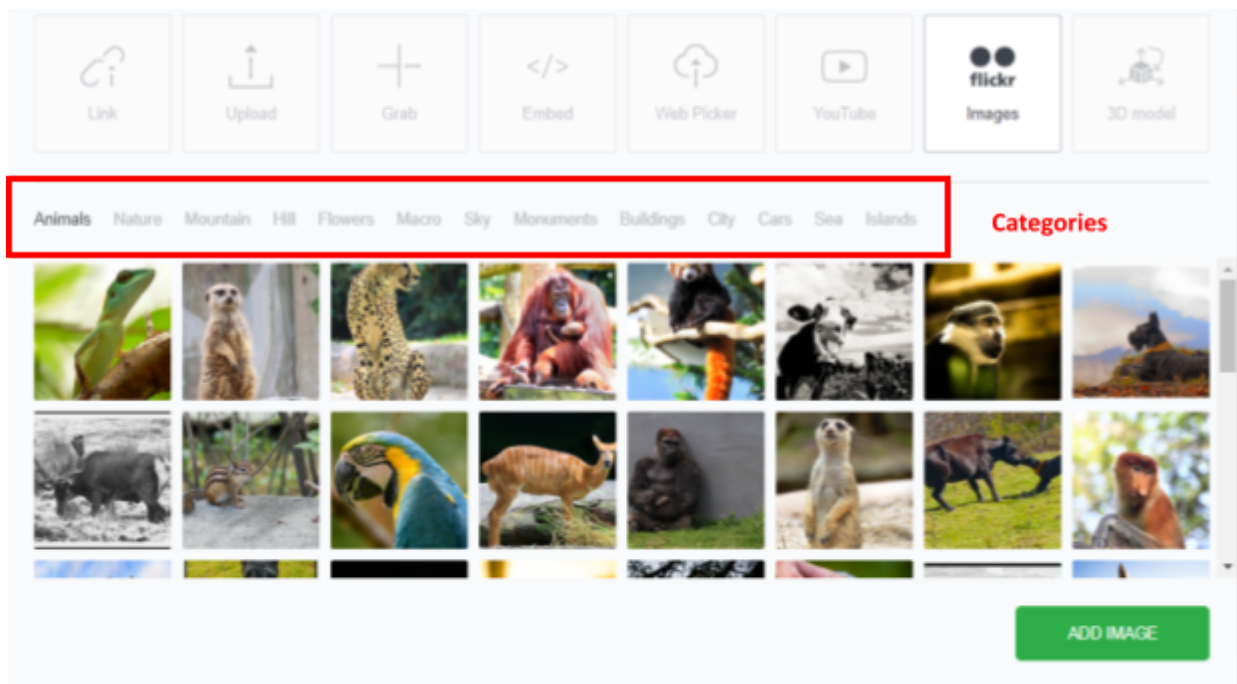 flickr
Link Upload Grab Embed Web Picker YouTube Images 3D model
Animals Nature Mountain Hill Flowers Macro Sky Monuments Buildings City Cars Sea Islands Categories
ADD IMAGE